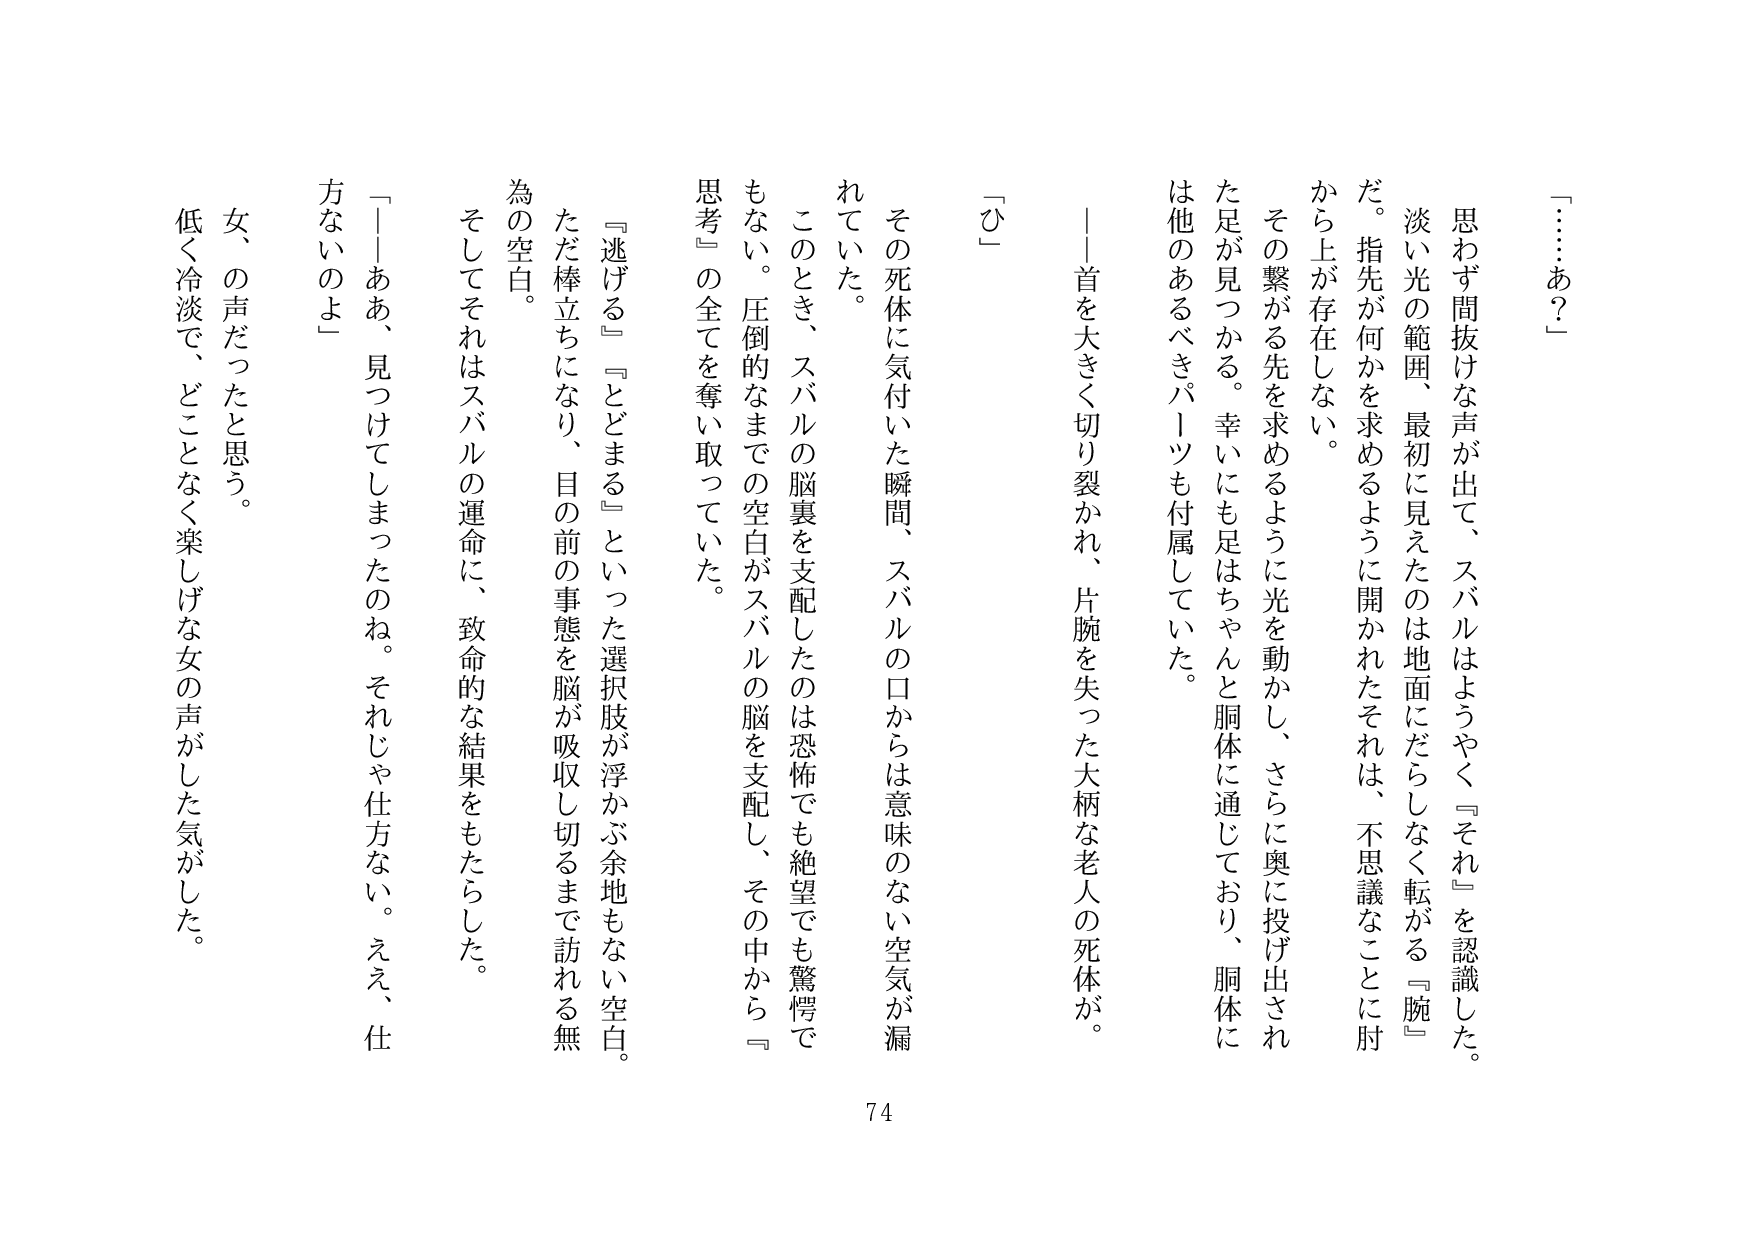 「……あ？」
思わず間抜けな声が出て、スバルはようやく『それ』を認識した。
淡い光の範囲、最初に見えたのは地面にだらしなく転がる『腕』
だ。指先が何かを求めるように開かれたそれは、不思議なことに肘
から上が存在しない。
その繋がる先を求めるように光を動かし、さらに奥に投げ出され
た足が見つかる。幸いにも足はちゃんと胴体に通じており、胴体に
は他のあるべきパーツも付属していた。
――首を大きく切り裂かれ、片腕を失った大柄な老人の死体が。
「ひ」
その死体に気付いた瞬間、スバルの口からは意味のない空気が漏
れていた。
このとき、スバルの脳裏を支配したのは恐怖でも絶望でも驚愕で
もない。圧倒的なまでの空白がスバルの脳を支配し、その中から『
思考』の全てを奪い取っていた。
『逃げる』『とどまる』といった選択肢が浮かぶ余地もない空白。
ただ棒立ちになり、目の前の事態を脳が吸収し切るまで訪れる無
為の空白。
そしてそれはスバルの運命に、致命的な結果をもたらした。
「――ああ、見つけてしまったのね。それじゃ仕方ない。ええ、仕
方ないのよ」
女、の声だったと思う。
低く冷淡で、どことなく楽しげな女の声がした気がした。
74